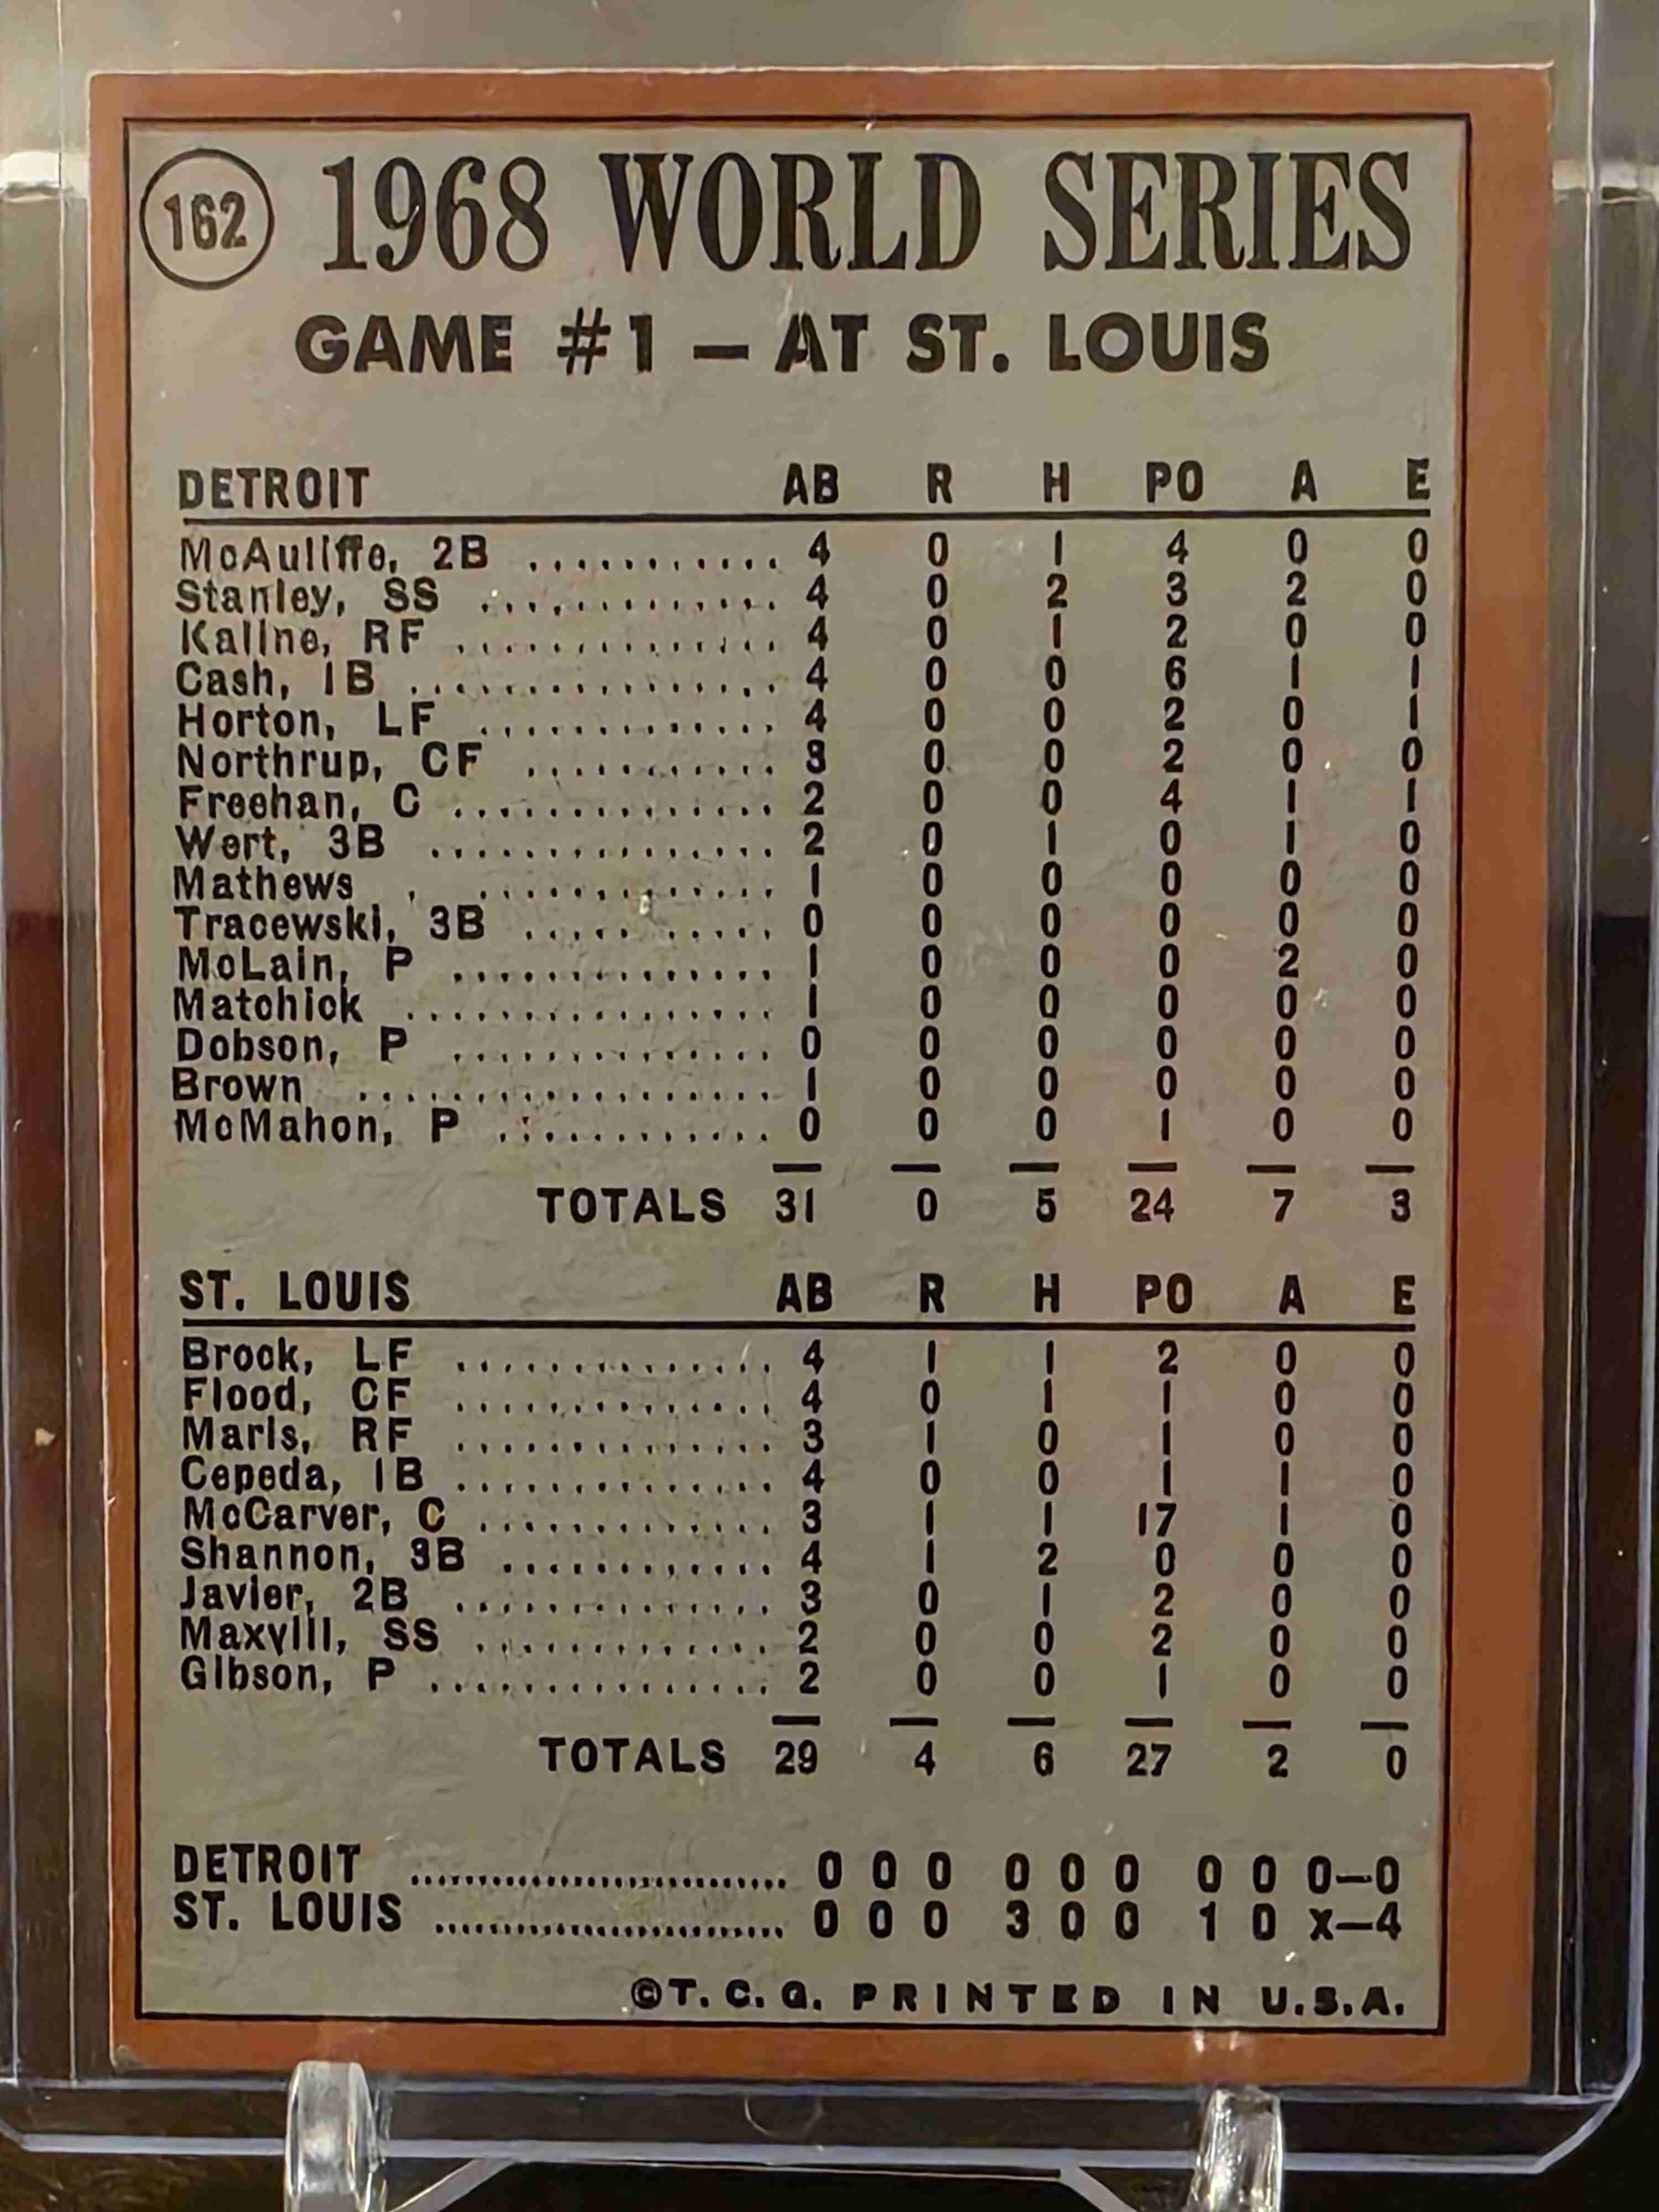 162 1968 WORLD SERIES
GAME #1 — AT ST. LOUIS
DETROIT AB R H PO A E
McAuliffe, 2B ........... 4 0 1 4 0 0
Stanley, SS ............. 4 0 2 3 2 0
Kaline, RF .............. 4 0 1 2 0 0
Cash, 1B ................ 4 0 0 6 1 1
Horton, LF ............. 4 0 0 2 0 1
Northrup, CF ........... 3 0 0 2 0 0
Freehan, C .............. 2 0 0 4 1 1
Wert, 3B ............... 2 0 1 0 1 0
Mathews . ............. 1 0 0 0 0 0
Tracewski, 3B ........... 0 0 0 0 0 0
McLain, P .............. 1 0 0 0 2 0
Matchick ................ 1 0 0 0 0 0
Dobson, P .............. 0 0 0 0 0 0
Brown .................. 1 0 0 0 0 0
McMahon, P ............ 0 0 0 1 0 0
TOTALS 31 0 5 24 7 3
ST. LOUIS AB R H PO A E
Brock, LF .............. 4 1 1 2 0 0
Flood, CF .............. 4 0 1 1 0 0
Maris, RF .............. 3 1 0 1 0 0
Cepeda, 1B .............. 4 0 0 1 1 0
McCarver, C ............. 3 1 1 17 1 0
Shannon, 3B ............ 4 1 2 0 0 0
Javier, 2B .............. 3 0 1 2 0 0
Maxvill, SS ............. 2 0 0 2 0 0
Gibson, P ............... 2 0 0 1 0 0
TOTALS 29 4 6 27 2 0
DETROIT ............................ 0 0 0 0 0 0 0 0 0—0
ST. LOUIS .......................... 0 0 0 3 0 0 1 0 x—4
©T. C. G. PRINTED IN U.S.A.